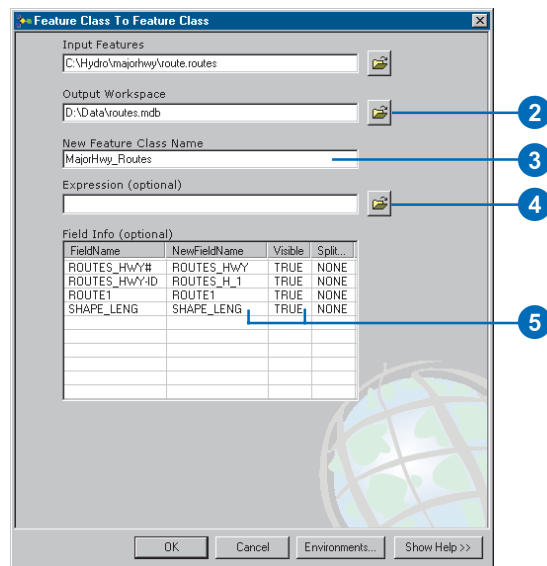 Feature Class To Feature Class
Input Features
C:\Hydro\majorhwy\route.routes
Output Workspace
D:\Data\routes.mdb
2
New Feature Class Name
MajorHwy_Routes
3
Expression (optional)
4
Field Info (optional)
FieldName NewFieldName Visible Split...
ROUTES_HWY# ROUTES_HWY TRUE NONE
ROUTES_HWY-ID ROUTES_H_1 TRUE NONE
ROUTE1 ROUTE1 TRUE NONE
SHAPE_LENG SHAPE_LENG TRUE NONE
5
OK Cancel Environments... Show Help >>